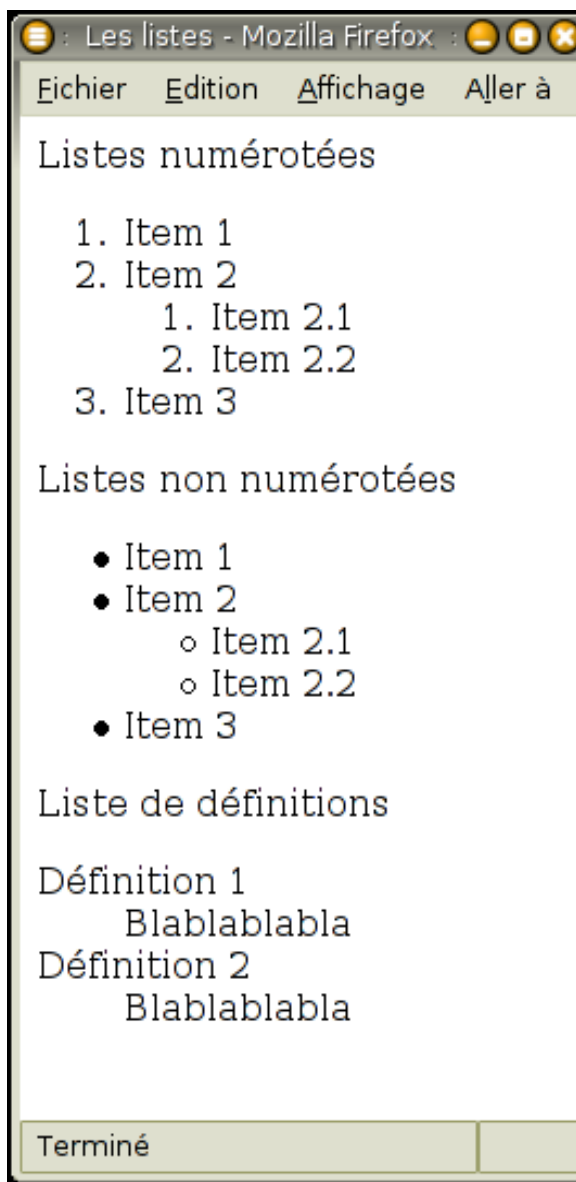 : Les listes - Mozilla Firefox :
Fichier Edition Affichage Aller à
Listes numérotées
1. Item 1
2. Item 2
1. Item 2.1
2. Item 2.2
3. Item 3
Listes non numérotées
• Item 1
• Item 2
◦ Item 2.1
◦ Item 2.2
• Item 3
Liste de définitions
Définition 1
Blablablabla
Définition 2
Blablablabla
Terminé